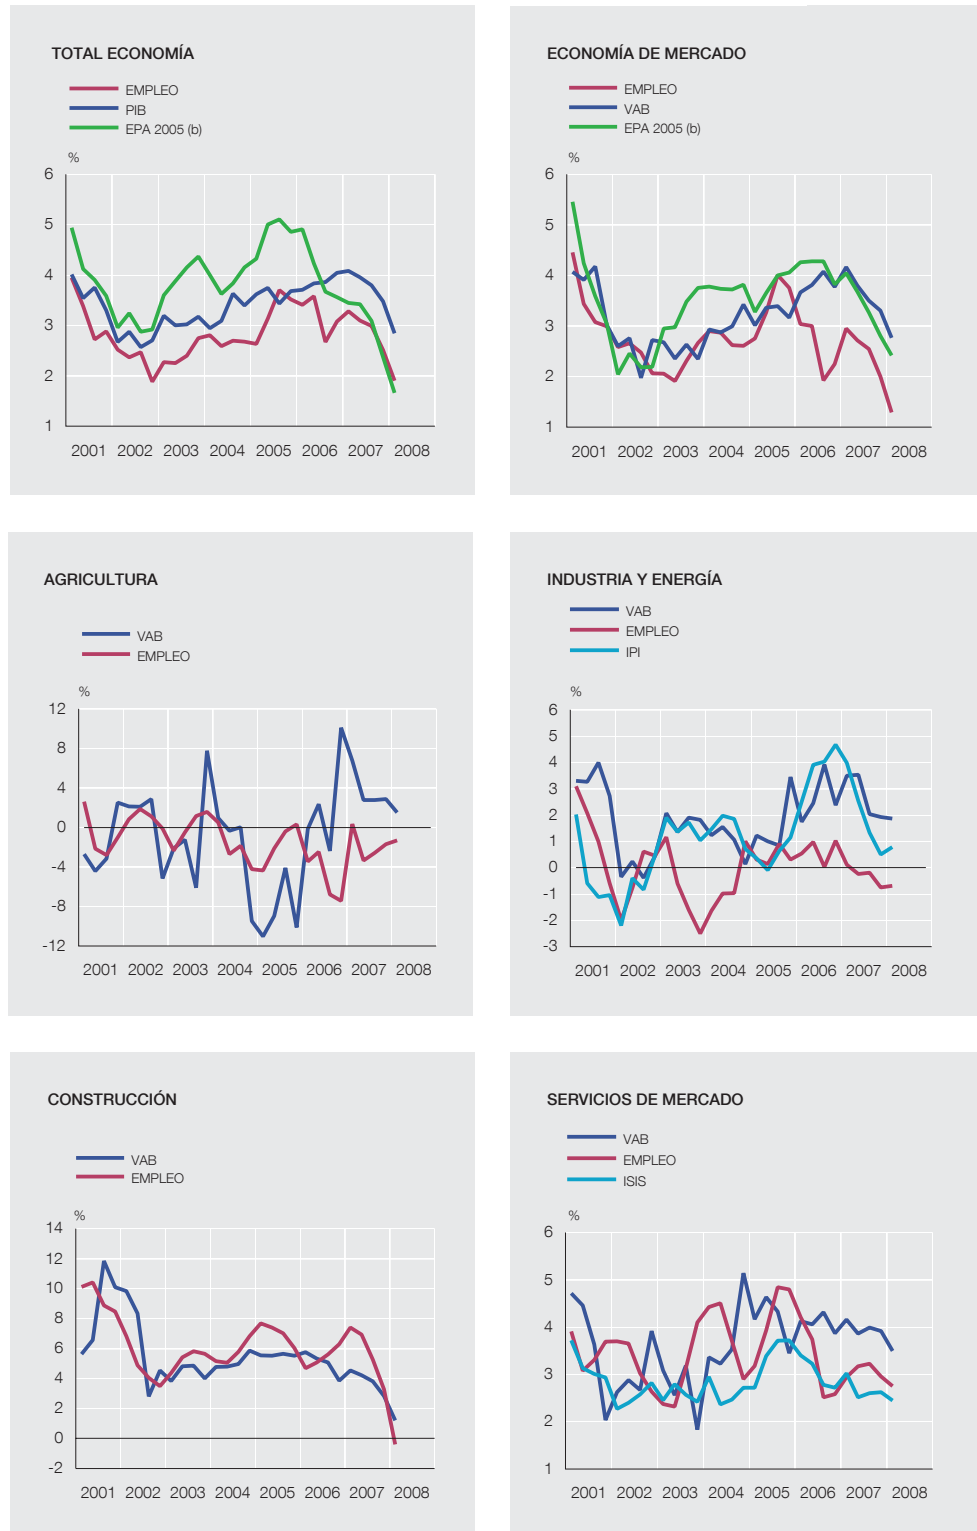 TOTAL ECONOMÍA
EMPLEO
PIB
EPA 2005 (b)
%
6
5
4
3
2
1
2001 2002 2003 2004 2005 2006 2007 2008
ECONOMÍA DE MERCADO
EMPLEO
VAB
EPA 2005 (b)
%
6
5
4
3
2
1
2001 2002 2003 2004 2005 2006 2007 2008
AGRICULTURA
VAB
EMPLEO
%
12
8
4
0
-4
-8
-12
2001 2002 2003 2004 2005 2006 2007 2008
INDUSTRIA Y ENERGÍA
VAB
EMPLEO
IPI
%
6
5
4
3
2
1
0
-1
-2
-3
2001 2002 2003 2004 2005 2006 2007 2008
CONSTRUCCIÓN
VAB
EMPLEO
%
14
12
10
8
6
4
2
0
-2
2001 2002 2003 2004 2005 2006 2007 2008
SERVICIOS DE MERCADO
VAB
EMPLEO
ISIS
%
6
5
4
3
2
1
2001 2002 2003 2004 2005 2006 2007 2008